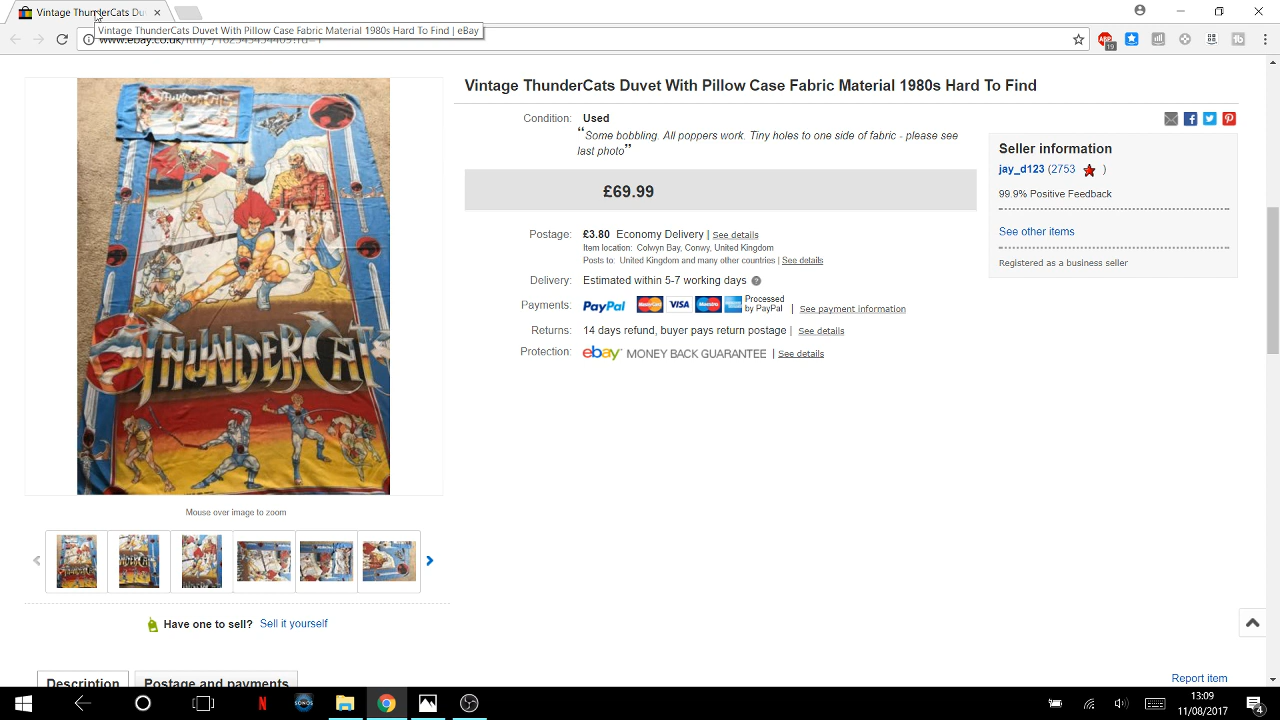 Vintage ThunderCats Du
Vintage ThunderCats Duvet With Pillow Case Fabric Material 1980s Hard To Find | eBay
19
Vintage ThunderCats Duvet With Pillow Case Fabric Material 1980s Hard To Find
Condition: Used
"Some bobbling. All poppers work. Tiny holes to one side of fabric - please see
last photo"
£69.99
Postage: £3.80 Economy Delivery | See details
Item location: Colwyn Bay, Conwy, United Kingdom
Posts to: United Kingdom and many other countries | See details
Delivery: Estimated within 5-7 working days ?
Payments: PayPal MasterCard VISA Maestro Processed by PayPal | See payment information
Returns: 14 days refund, buyer pays return postage | See details
Protection: ebay MONEY BACK GUARANTEE | See details
Seller information
jay_d123 (2753 )
99.9% Positive Feedback
See other items
Registered as a business seller
THUNDERCATS
THUNDERCAT
Mouse over image to zoom
Have one to sell? Sell it yourself
Description
Postage and payments
Report item
N
SONOS
13:09
11/08/2017
4